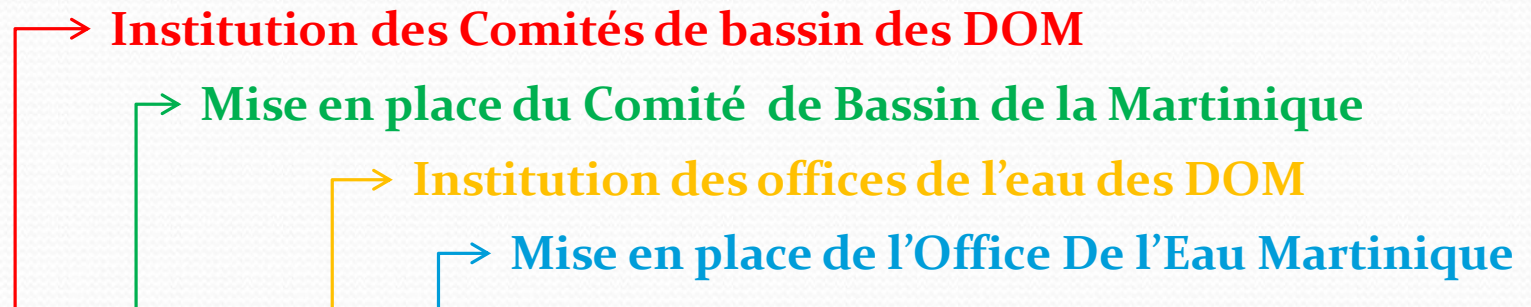 Institution des Comités de bassin des DOM
Mise en place du Comité de Bassin de la Martinique
Institution des offices de l’eau des DOM
Mise en place de l’Office De l’Eau Martinique